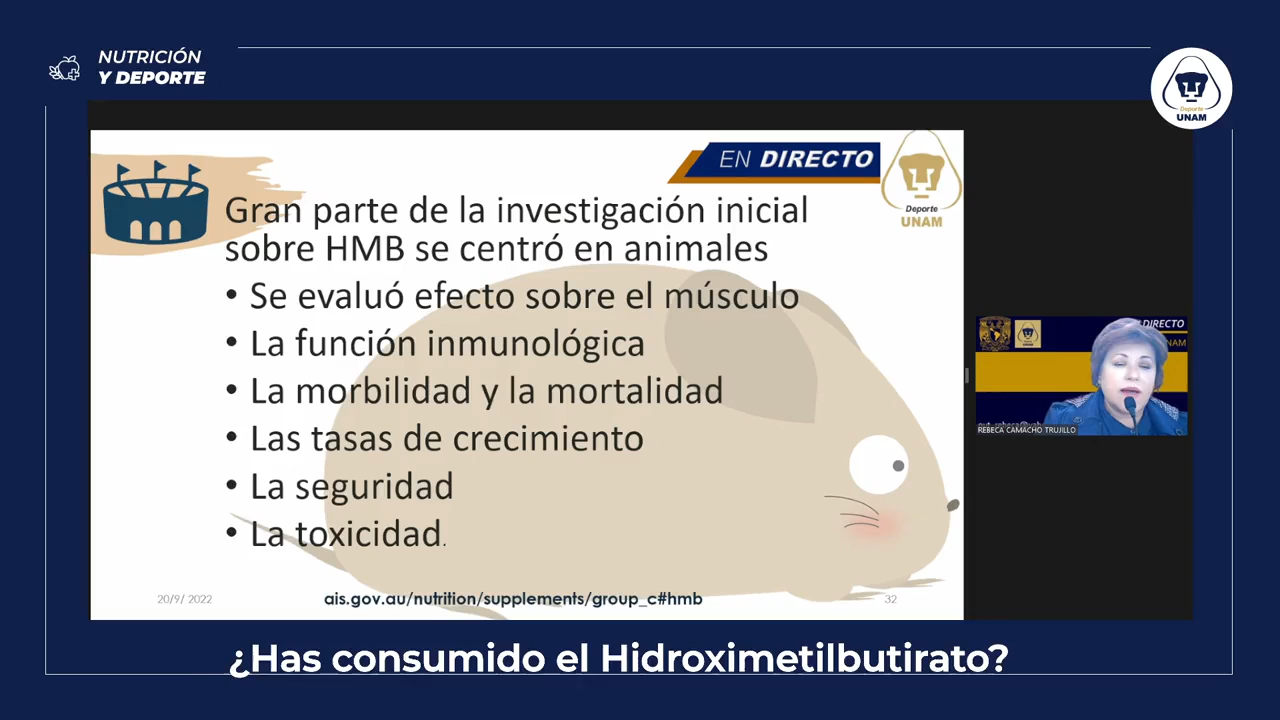 NUTRICIÓN
Y DEPORTE
Deporte
UNAM
EN DIRECTO
Deporte
UNAM
Gran parte de la investigación inicial
sobre HMB se centró en animales
• Se evaluó efecto sobre el músculo
• La función inmunológica
• La morbilidad y la mortalidad
• Las tasas de crecimiento
• La seguridad
• La toxicidad.
20/9/ 2022
ais.gov.au/nutrition/supplements/group_c#hmb
32
DIRECTO
NAM
REBECA CAMACHO TRUJILLO
¿Has consumido el Hidroximetilbutirato?